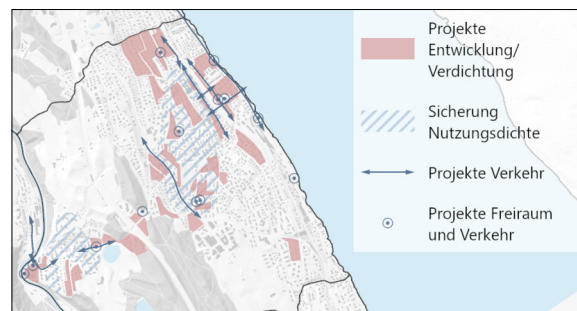 Projekte
Entwicklung/
Verdichtung
Sicherung
Nutzungsdichte
Projekte Verkehr
Projekte Freiraum
und Verkehr